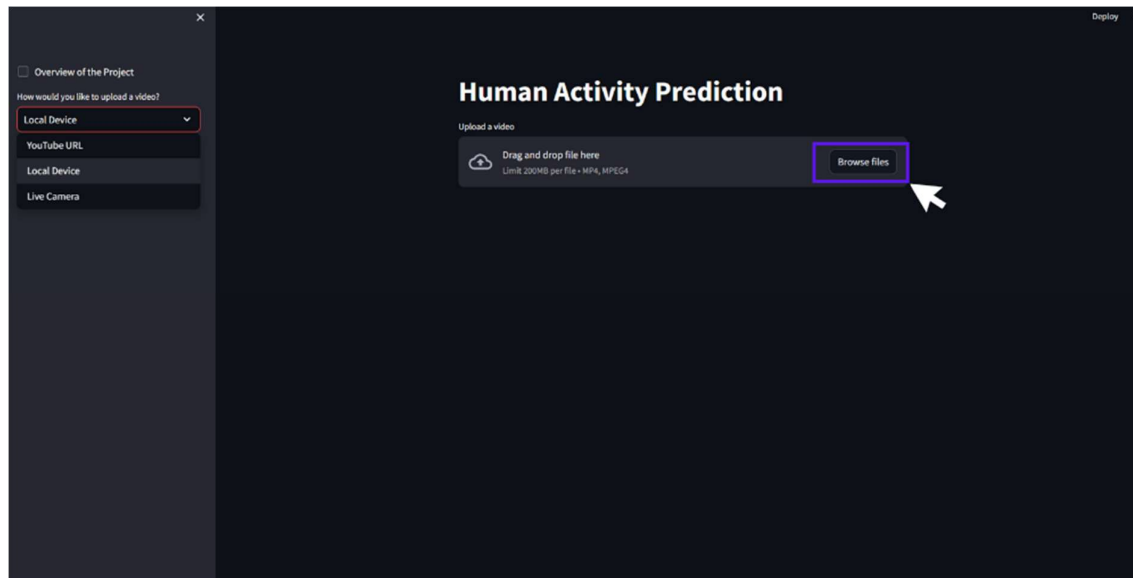 ×
Deploy
Overview of the Project
How would you like to upload a video?
Local Device
YouTube URL
Local Device
Live Camera
Human Activity Prediction
Upload a video
Drag and drop file here
Limit 200MB per file • MP4, MPEG4
Browse files